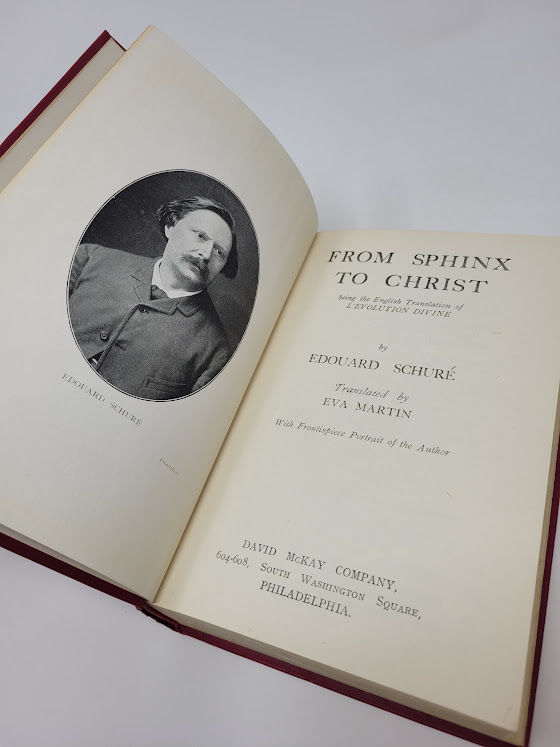 EDOUARD SCHURÉ
Frontispiece
FROM SPHINX
TO CHRIST
being the English Translation of
L'EVOLUTION DIVINE
by
EDOUARD SCHURÉ
Translated by
EVA MARTIN
With Frontispiece Portrait of the Author
DAVID McKAY COMPANY,
604-608, SOUTH WASHINGTON SQUARE,
PHILADELPHIA.